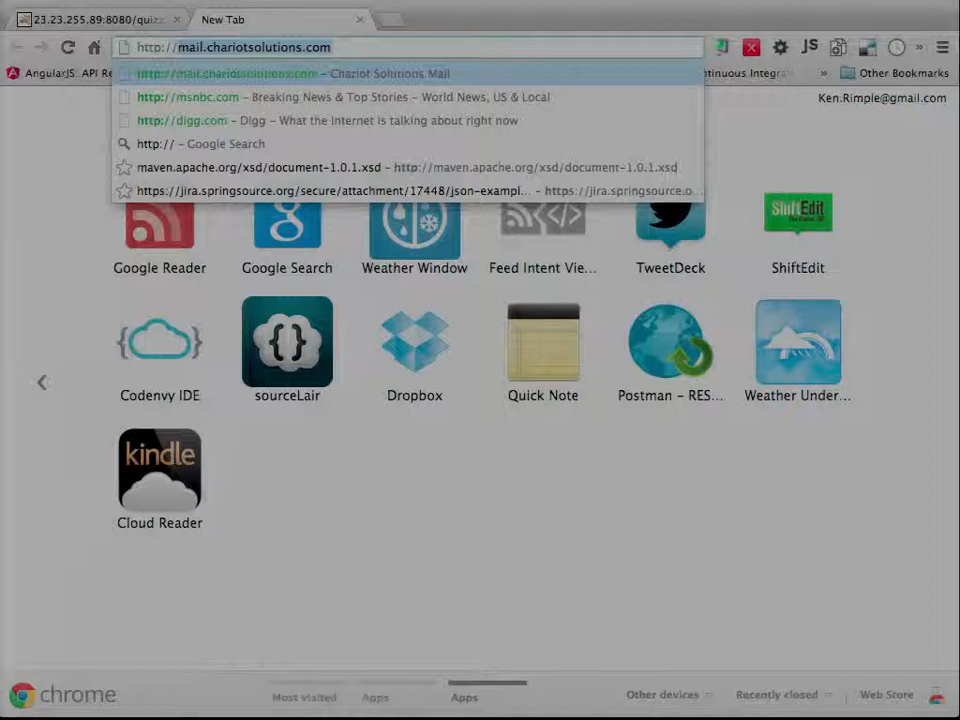 23.23.255.89:8080/quiz
New Tab
http://mail.chariotsolutions.com
AngularJS..API Re
http://mail.chariotsolutions.com – Chariot Solutions Mail
ntinuous Integra
Other Bookmarks
http://msnbc.com – Breaking News & Top Stories – World News, US & Local
Ken.Rimple@gmail.com
http://digg.com – Digg – What the Internet is talking about right now
http:// – Google Search
maven.apache.org/xsd/document-1.0.1.xsd – http://maven.apache.org/xsd/document-1.0.1.xsd
https://jira.springsource.org/secure/attachment/17448/json-exampl... – https://jira.springsource.o...
ShiftEdit
Google Reader
Google Search
Weather Window
Feed Intent Vie...
TweetDeck
ShiftEdit
Codenvy IDE
sourceLair
Dropbox
Quick Note
Postman – RES...
Weather Under...
kindle
Cloud Reader
chrome
Most visited
Apps
Apps
Other devices
Recently closed
Web Store
JS